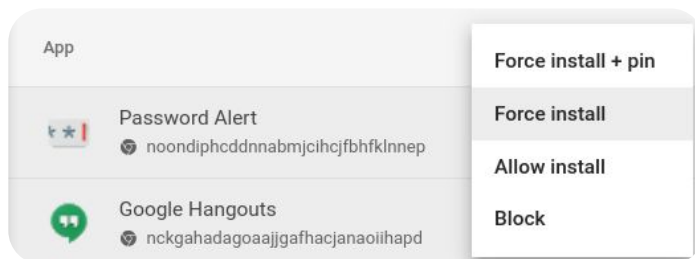 App
Force install + pin
Password Alert
Force install
noondiphcddnnabmjcihcjfbhfklnnep
Allow install
Google Hangouts
Block
nckgahadagoaajjgafhacjanaoiihapd